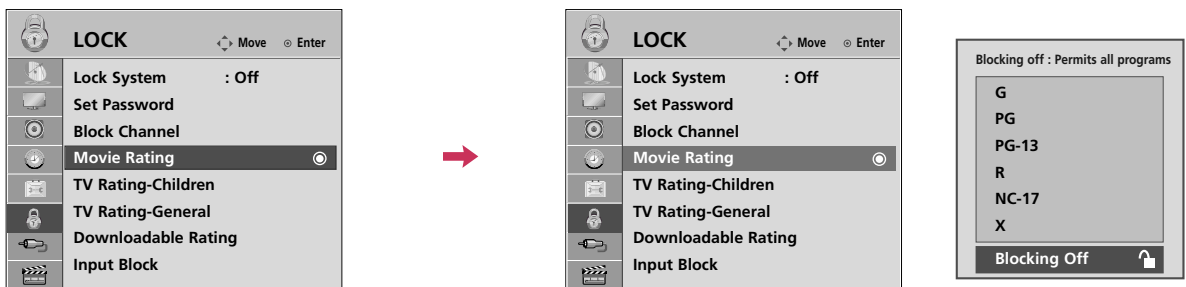 LOCK Move Enter
Lock System : Off
Set Password
Block Channel
Movie Rating
TV Rating-Children
TV Rating-General
Downloadable Rating
Input Block
LOCK Move Enter
Lock System : Off
Set Password
Block Channel
Movie Rating
TV Rating-Children
TV Rating-General
Downloadable Rating
Input Block
Blocking off : Permits all programs
G
PG
PG-13
R
NC-17
X
Blocking Off